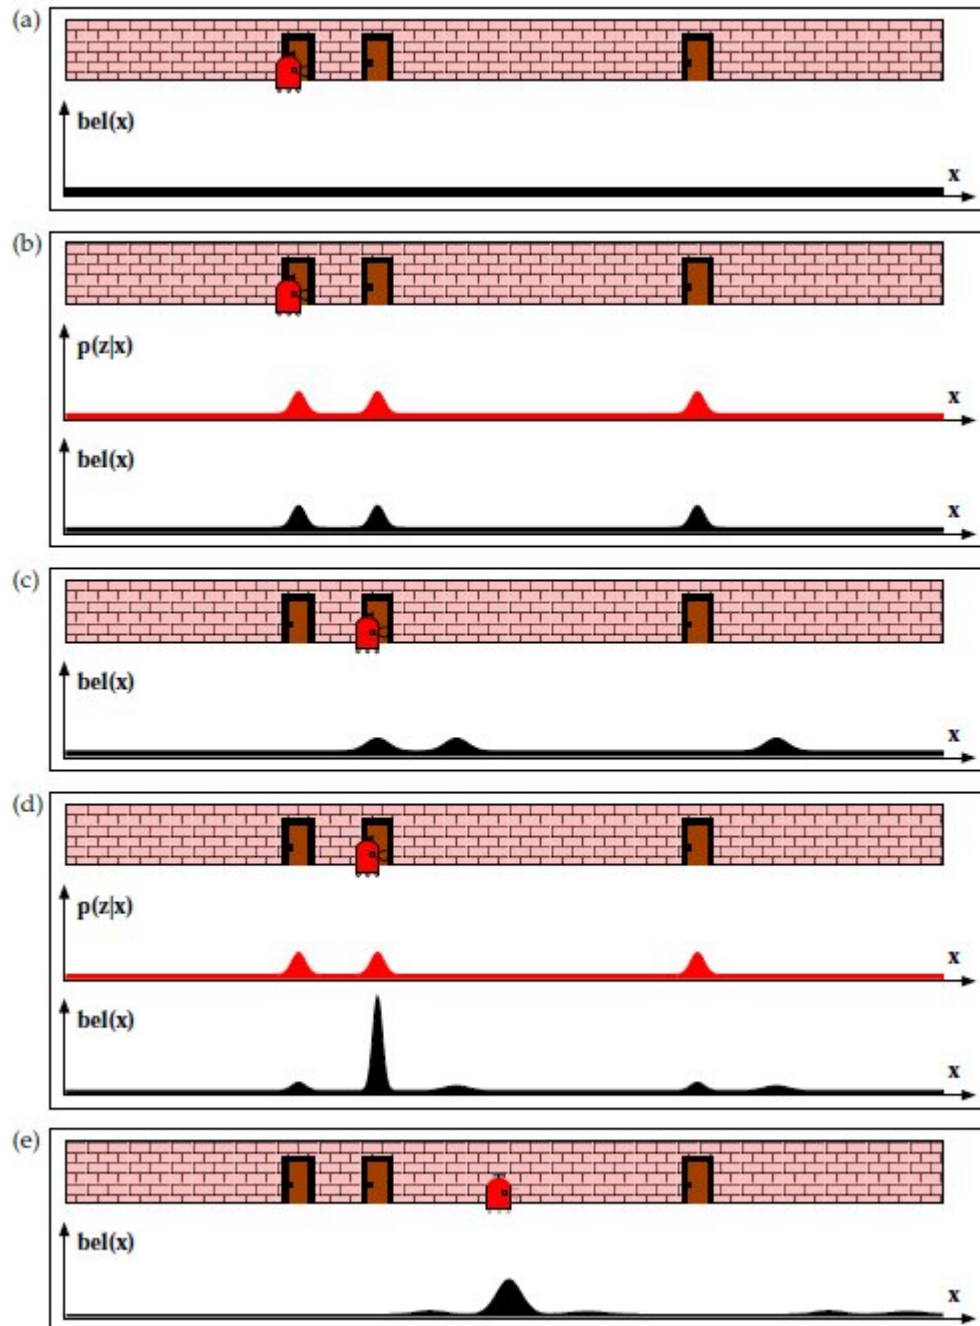 (a)
bel(x)
x
(b)
p(z|x)
x
bel(x)
x
(c)
bel(x)
x
(d)
p(z|x)
x
bel(x)
x
(e)
bel(x)
x